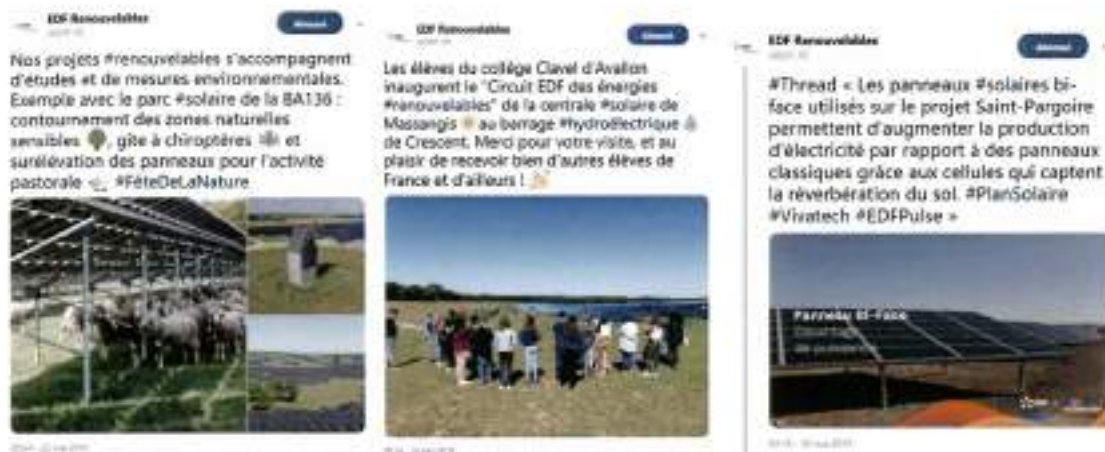 EDF Renouvelables
Abonné
Nos projets #renouvelables s'accompagnent
d'études et de mesures environnementales.
Exemple avec le parc #solaire de la BA136 :
contournement des zones naturelles
sensibles 🌳, gîte à chiroptères et
surélévation des panneaux pour l'activité
pastorale 🐑 #FêteDeLaNature
EDF Renouvelables
Abonné
Les élèves du collège Clavel d'Avallon
inaugurent le "Circuit EDF des énergies
#renouvelables" de la centrale #solaire de
Massangis ☀ au barrage #hydroélectrique 💧
de Crescent. Merci pour votre visite, et au
plaisir de recevoir bien d'autres élèves de
France et d'ailleurs ! 👏
EDF Renouvelables
Abonné
#Thread « Les panneaux #solaires bi-
face utilisés sur le projet Saint-Pargoire
permettent d'augmenter la production
d'électricité par rapport à des panneaux
classiques grâce aux cellules qui captent
la réverbération du sol. #PlanSolaire
#Vivatech #EDFPulse »
Panneau Bi-Face